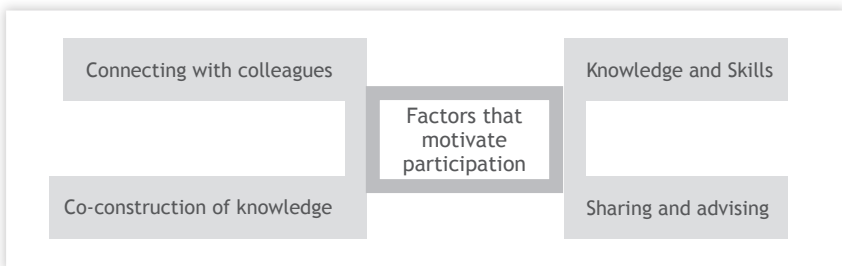 Connecting with colleagues
Knowledge and Skills
Factors that
motivate
participation
Co-construction of knowledge
Sharing and advising